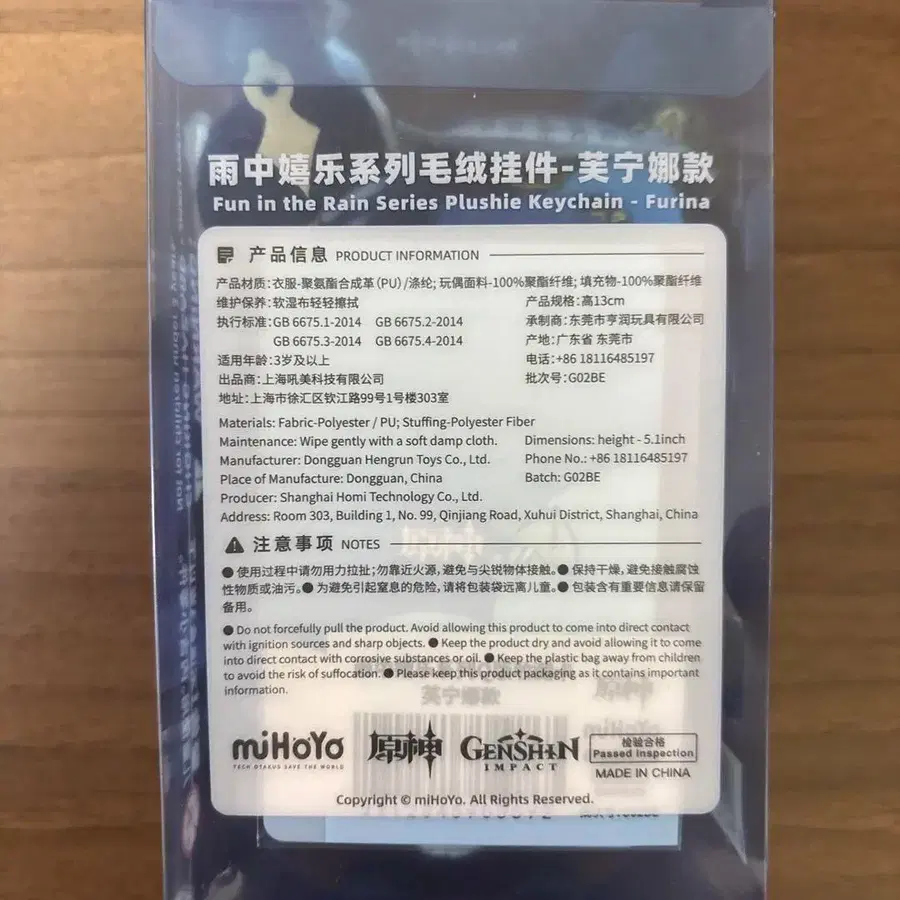 雨中嬉乐系列毛绒挂件-芙宁娜款
Fun in the Rain Series Plushie Keychain - Furina
产品信息 PRODUCT INFORMATION
产品材质：衣服-聚氨酯合成革（PU）/涤纶; 玩偶面料-100%聚酯纤维; 填充物-100%聚酯纤维
维护保养：软湿布轻轻擦拭 产品规格：高13cm
执行标准：GB 6675.1-2014 GB 6675.2-2014 承制商：东莞市亨润玩具有限公司
GB 6675.3-2014 GB 6675.4-2014 产地：广东省 东莞市
适用年龄：3岁及以上 电话：+86 18116485197
出品商：上海吼美科技有限公司 批次号：G02BE
地址：上海市徐汇区钦江路99号1号楼303室
Materials: Fabric-Polyester / PU; Stuffing-Polyester Fiber
Maintenance: Wipe gently with a soft damp cloth. Dimensions: height - 5.1inch
Manufacturer: Dongguan Hengrun Toys Co., Ltd. Phone No.: +86 18116485197
Place of Manufacture: Dongguan, China Batch: G02BE
Producer: Shanghai Homi Technology Co., Ltd.
Address: Room 303, Building 1, No. 99, Qinjiang Road, Xuhui District, Shanghai, China
注意事项 NOTES
● 使用过程中请勿用力拉扯；勿靠近火源，避免与尖锐物体接触。● 保持干燥，避免接触腐蚀
性物质或油污。● 为避免引起窒息的危险，请将包装袋远离儿童。● 包装含有重要信息请保留
备用。
● Do not forcefully pull the product. Avoid allowing this product to come into direct contact
with ignition sources and sharp objects. ● Keep the product dry and avoid allowing it to come
into direct contact with corrosive substances or oil. ● Keep the plastic bag away from children
to avoid the risk of suffocation. ● Please keep this product packaging as it contains important
information.
miHoYo 原神 GENSHIN IMPACT 检验合格
TECH OTAKUS SAVE THE WORLD Passed Inspection
MADE IN CHINA
Copyright © miHoYo. All Rights Reserved.
芙宁娜款